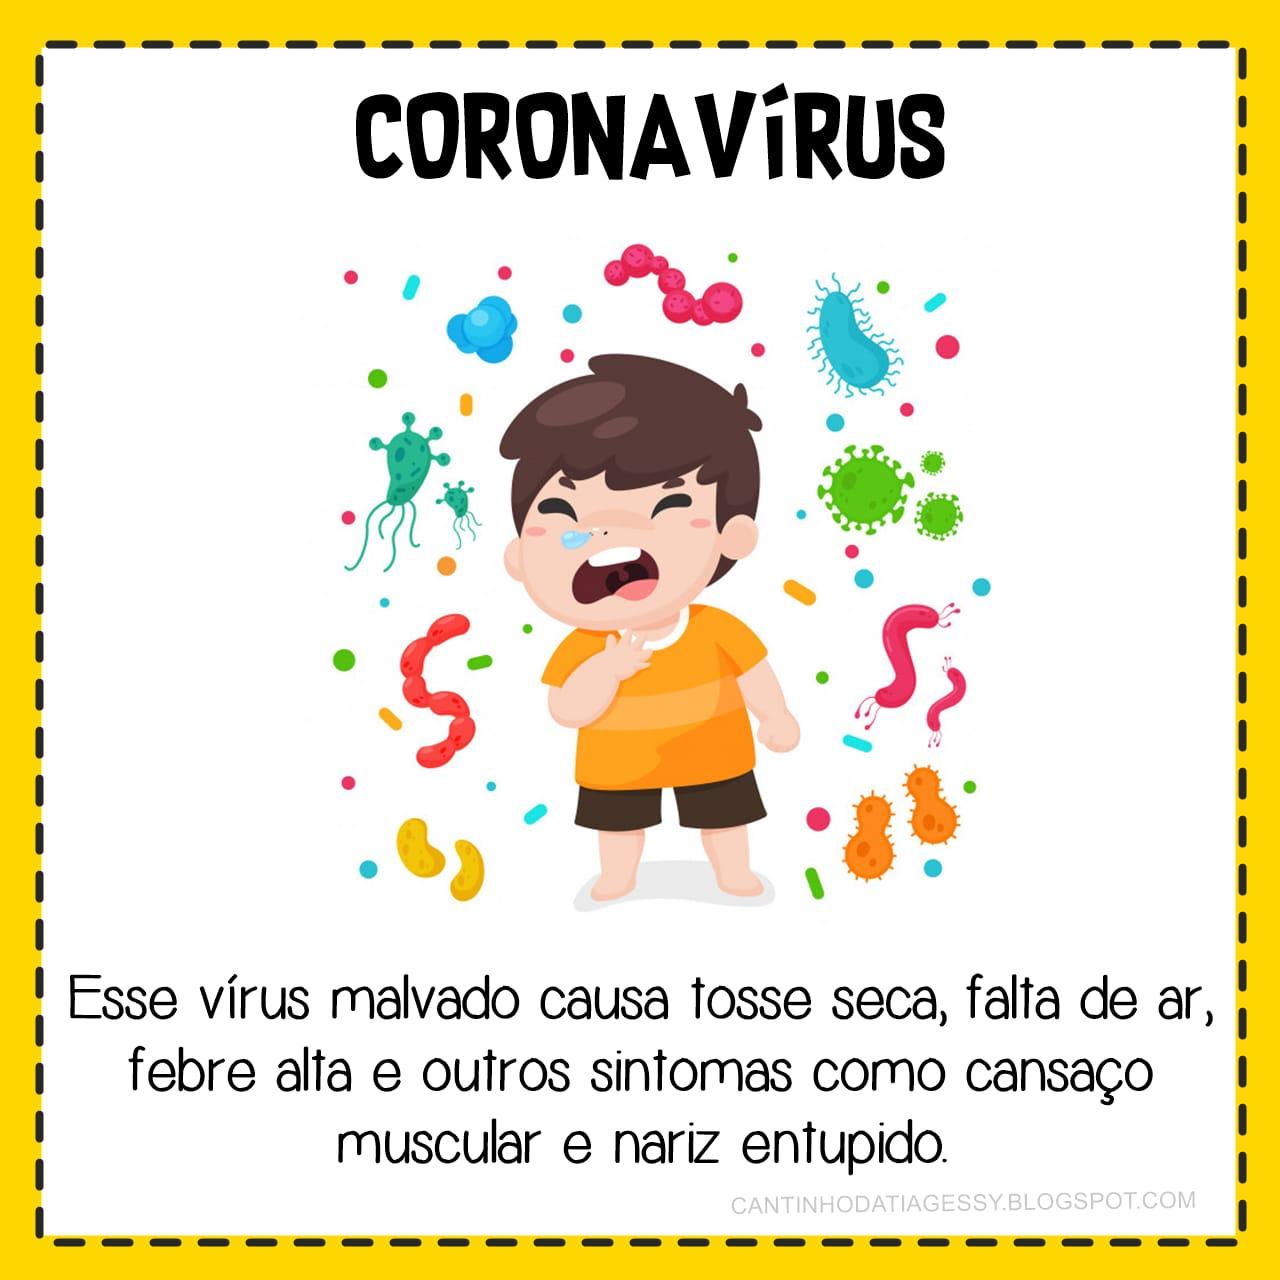 CORONAVÍRUS
Esse vírus malvado causa tosse seca, falta de ar,
febre alta e outros sintomas como cansaço
muscular e nariz entupido.
CANTINHODATIAGESSY.BLOGSPOT.COM